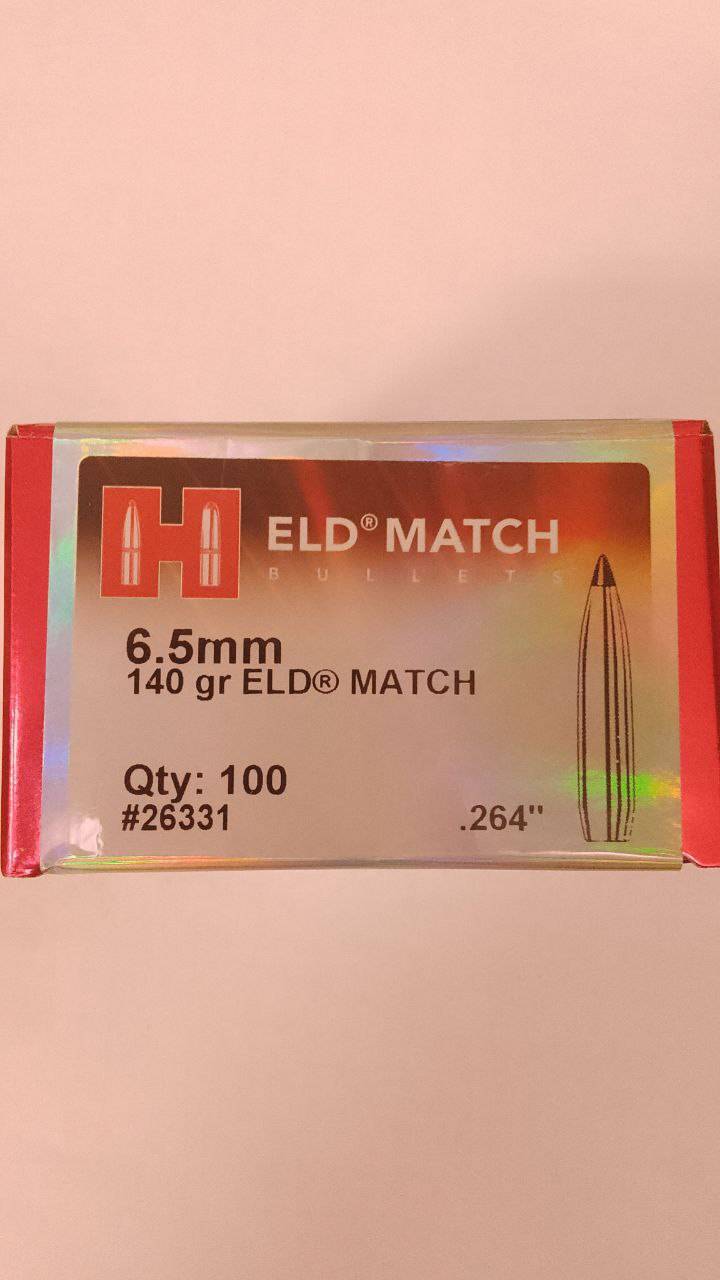 H
ELD® MATCH
BULLETS
6.5mm
140 gr ELD® MATCH
Qty: 100
#26331
.264"